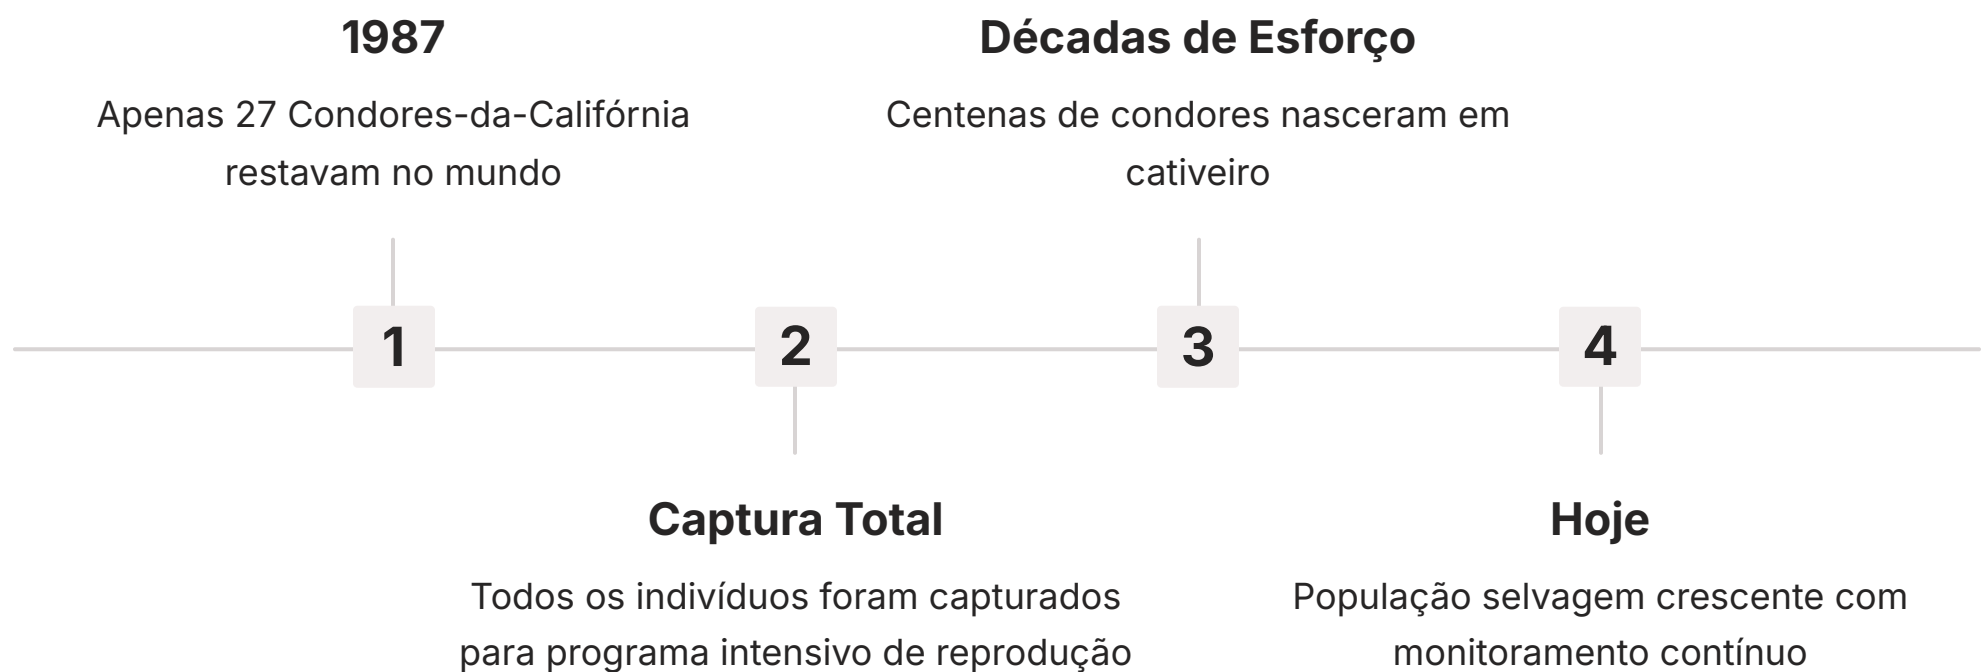 1987
Apenas 27 Condores-da-Califórnia
restavam no mundo
1
Captura Total
Todos os indivíduos foram capturados
para programa intensivo de reprodução
2
Décadas de Esforço
Centenas de condores nasceram em
cativeiro
3
Hoje
População selvagem crescente com
monitoramento contínuo
4